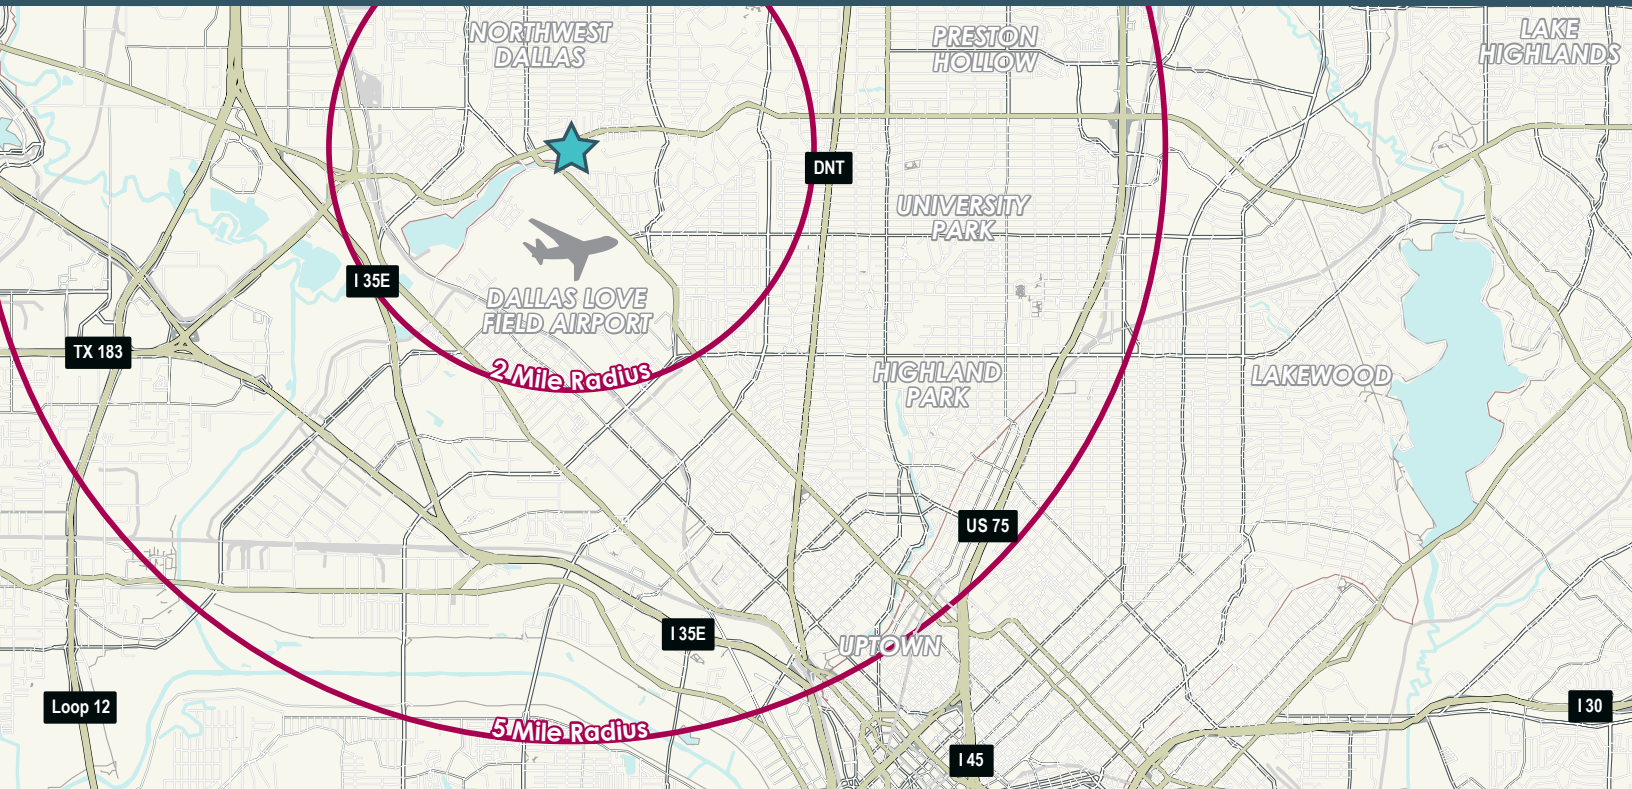 NORTHWEST
DALLAS
PRESTON
HOLLOW
LAKE
HIGHLANDS
DNT
UNIVERSITY
PARK
I 35E
DALLAS LOVE
FIELD AIRPORT
TX 183
2 Mile Radius
HIGHLAND
PARK
LAKEWOOD
US 75
I 35E
UPTOWN
Loop 12
I 30
5 Mile Radius
I 45